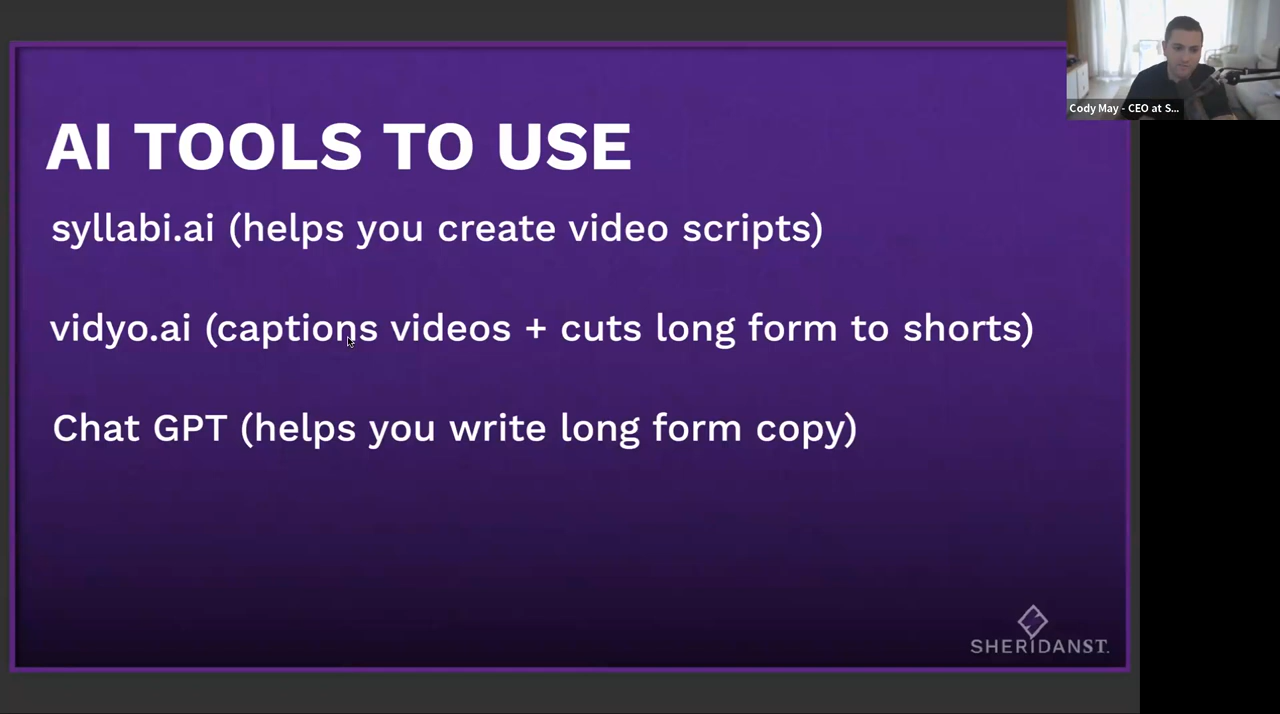 Cody May - CEO at S...
AI TOOLS TO USE
syllabi.ai (helps you create video scripts)
vidyo.ai (captions videos + cuts long form to shorts)
Chat GPT (helps you write long form copy)
SHERIDANST.